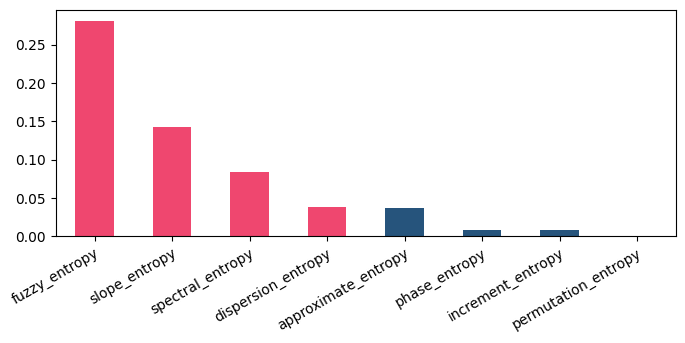 0.25
0.20
0.15
0.10
0.05
0.00
fuzzy_entropy
slope_entropy
spectral_entropy
dispersion_entropy
approximate_entropy
phase_entropy
increment_entropy
permutation_entropy